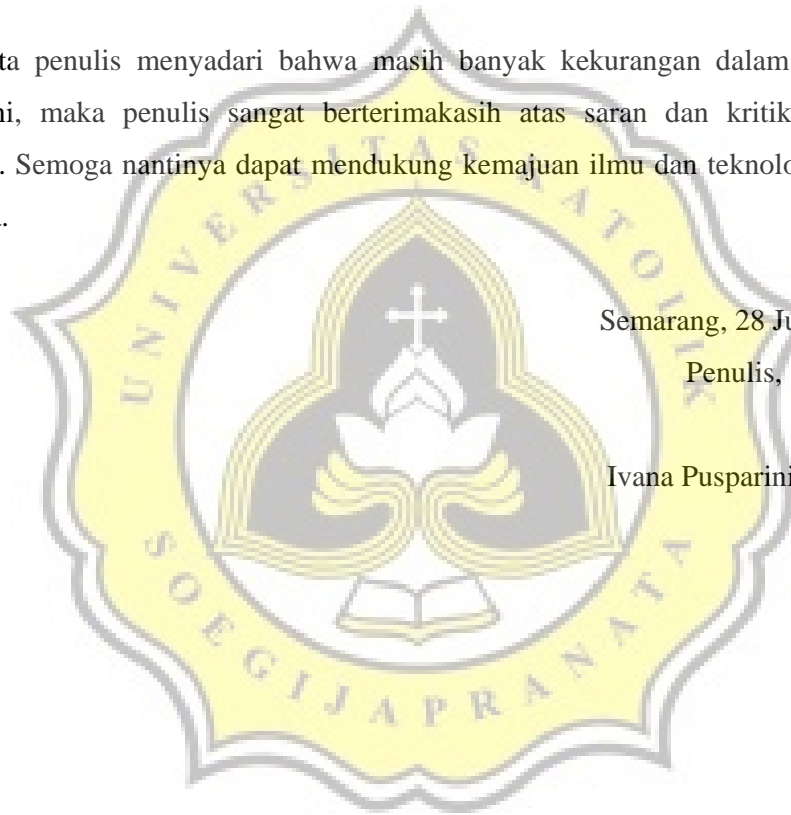 ta penulis menyadari bahwa masih banyak kekurangan dalam
ni, maka penulis sangat berterimakasih atas saran dan kritik
. Semoga nantinya dapat mendukung kemajuan ilmu dan teknolo
.
Semarang, 28 Ju
Penulis,
Ivana Pusparini
UNIVERSITAS KATOLIK
SOEGIJAPRANATA